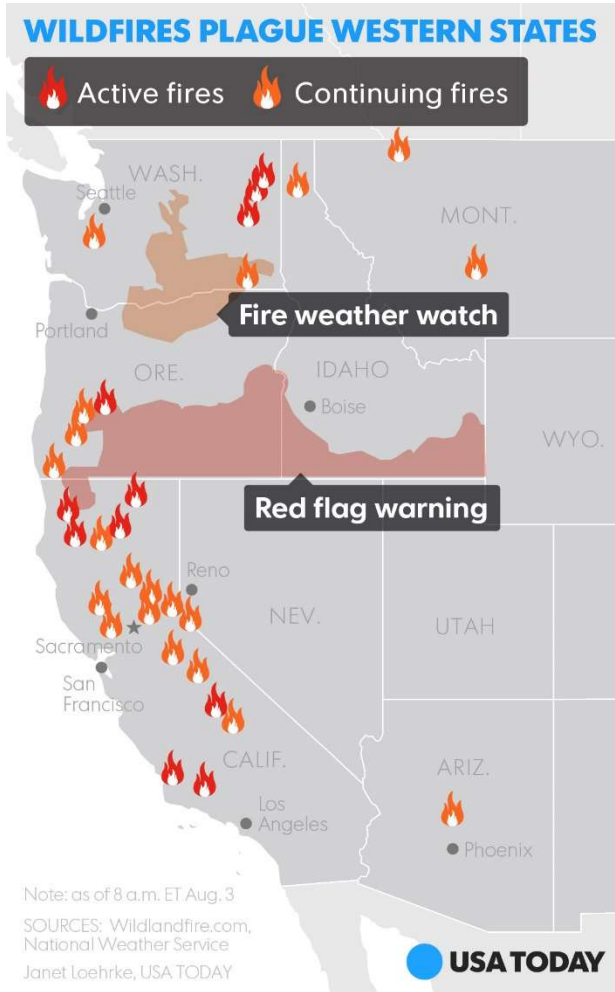 WILDFIRES PLAGUE WESTERN STATES
Active fires Continuing fires
WASH.
Seattle
MONT.
Fire weather watch
Portland
ORE.
IDAHO
Boise
WYO.
Red flag warning
Reno
NEV.
UTAH
Sacramento
San
Francisco
CALIF.
ARIZ.
Los
Angeles
Phoenix
Note: as of 8 a.m. ET Aug. 3
SOURCES: Wildlandfire.com,
National Weather Service
Janet Loehrke, USA TODAY
USA TODAY